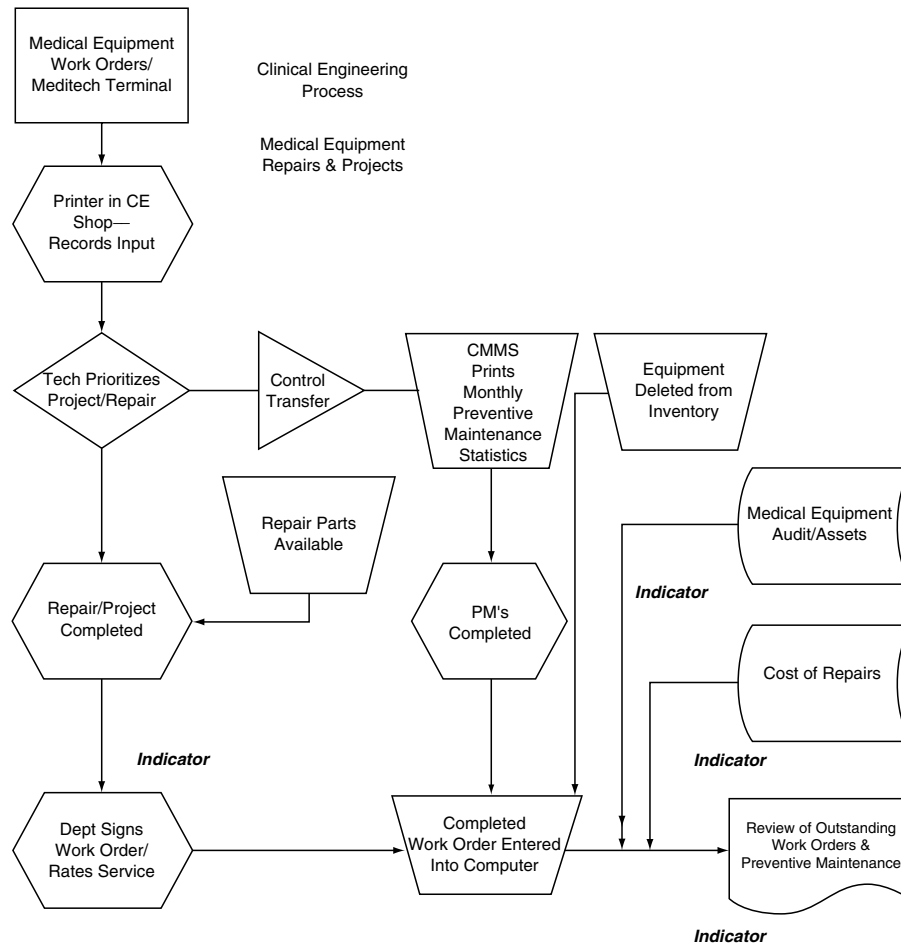 Medical Equipment
Work Orders/
Meditech Terminal
Clinical Engineering
Process
Medical Equipment
Repairs & Projects
Printer in CE
Shop—
Records Input
Tech Prioritizes
Project/Repair
Control
Transfer
CMMS
Prints
Monthly
Preventive
Maintenance
Statistics
Equipment
Deleted from
Inventory
Repair Parts
Available
Medical Equipment
Audit/Assets
Indicator
Repair/Project
Completed
PM's
Completed
Cost of Repairs
Indicator
Indicator
Dept Signs
Work Order/
Rates Service
Completed
Work Order Entered
Into Computer
Review of Outstanding
Work Orders &
Preventive Maintenance
Indicator